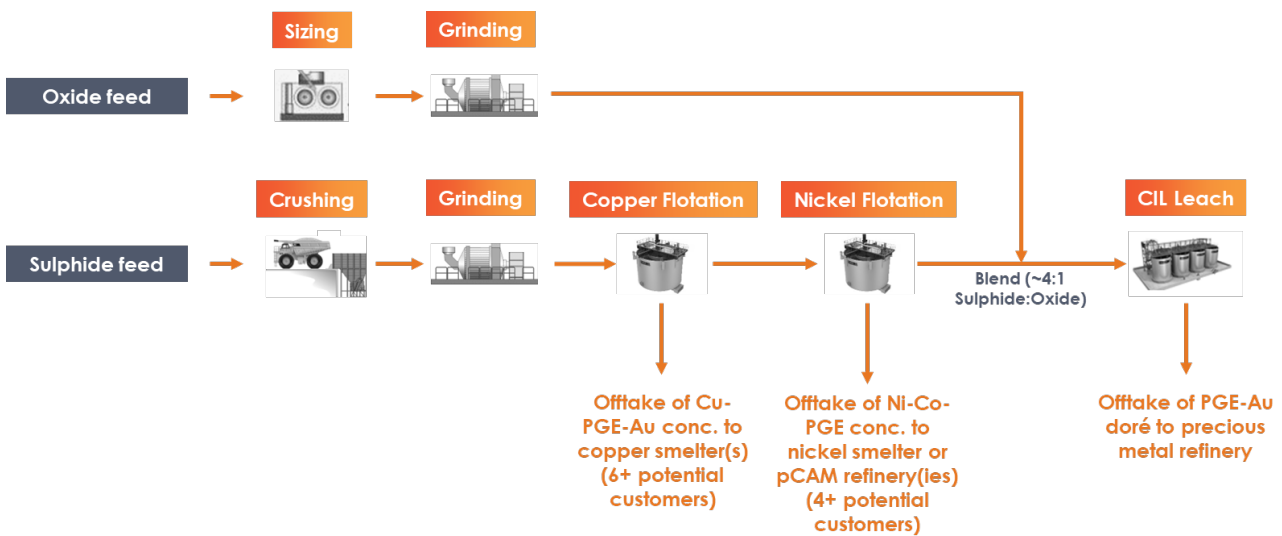 Sizing
Grinding
Oxide feed
Crushing
Grinding
Copper Flotation
Nickel Flotation
CIL Leach
Sulphide feed
Blend (~4:1
Sulphide:Oxide)
Offtake of Cu-
PGE-Au conc. to
copper smelter(s)
(6+ potential
customers)
Offtake of Ni-Co-
PGE conc. to
nickel smelter or
pCAM refinery(ies)
(4+ potential
customers)
Offtake of PGE-Au
doré to precious
metal refinery